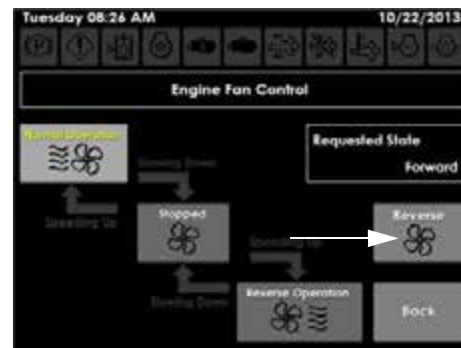 Tuesday 08:26 AM 10/22/2013
Engine Fan Control
Normal Operation
Requested State
Forward
Slowing Down
Speeding Up
Stopped
Reverse
Speeding Up
Slowing Down
Reverse Operation
Back